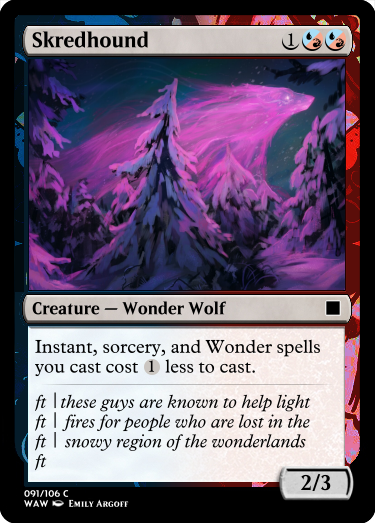 Skredhound 1
Creature — Wonder Wolf
Instant, sorcery, and Wonder spells
you cast cost 1 less to cast.
ft | these guys are known to help light
ft | fires for people who are lost in the
ft | snowy region of the wonderlands
ft
2/3
091/106 C
WAW Emily Argoff